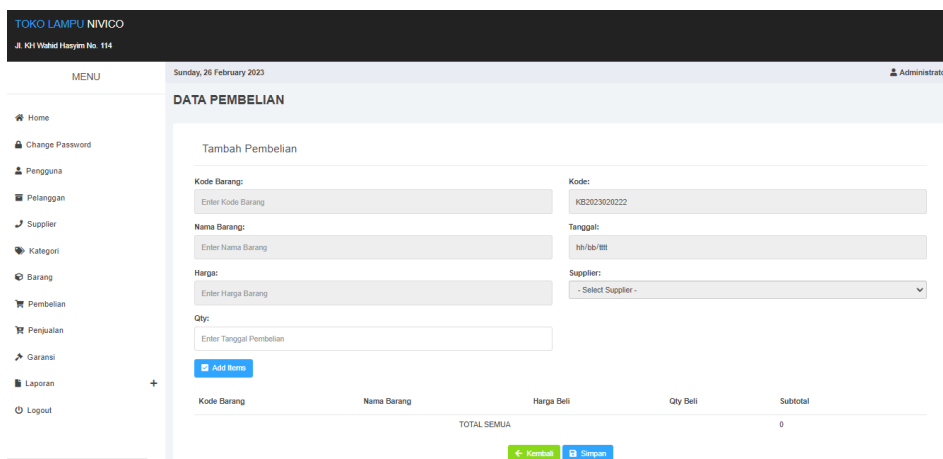 TOKO LAMPU NIVICO
Jl. KH Wahid Hasyim No. 114
MENU
Home
Change Password
Pengguna
Pelanggan
Supplier
Kategori
Barang
Pembelian
Penjualan
Garansi
Laporan +
Logout
Sunday, 26 February 2023
Administrato
DATA PEMBELIAN
Tambah Pembelian
Kode Barang:
Enter Kode Barang
Nama Barang:
Enter Nama Barang
Harga:
Enter Harga Barang
Qty:
Enter Tanggal Pembelian
Add Items
Kode:
KB2023020222
Tanggal:
hh/bb/tttt
Supplier:
- Select Supplier -
Kode Barang Nama Barang Harga Beli Qty Beli Subtotal
TOTAL SEMUA 0
Kembali Simpan